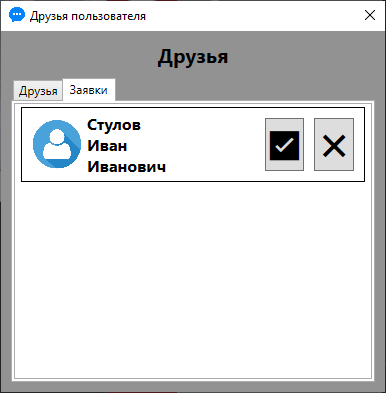 Друзья пользователя
Друзья
Друзья Заявки
Стулов
Иван
Иванович